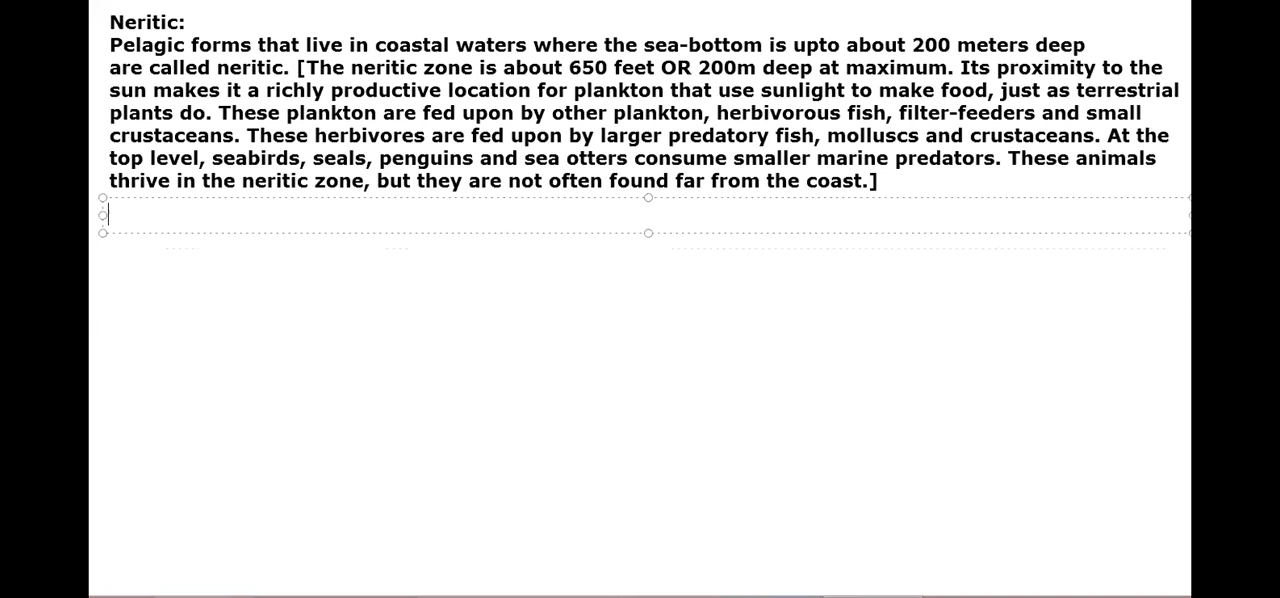 Neritic:
Pelagic forms that live in coastal waters where the sea-bottom is upto about 200 meters deep
are called neritic. [The neritic zone is about 650 feet OR 200m deep at maximum. Its proximity to the
sun makes it a richly productive location for plankton that use sunlight to make food, just as terrestrial
plants do. These plankton are fed upon by other plankton, herbivorous fish, filter-feeders and small
crustaceans. These herbivores are fed upon by larger predatory fish, molluscs and crustaceans. At the
top level, seabirds, seals, penguins and sea otters consume smaller marine predators. These animals
thrive in the neritic zone, but they are not often found far from the coast.]